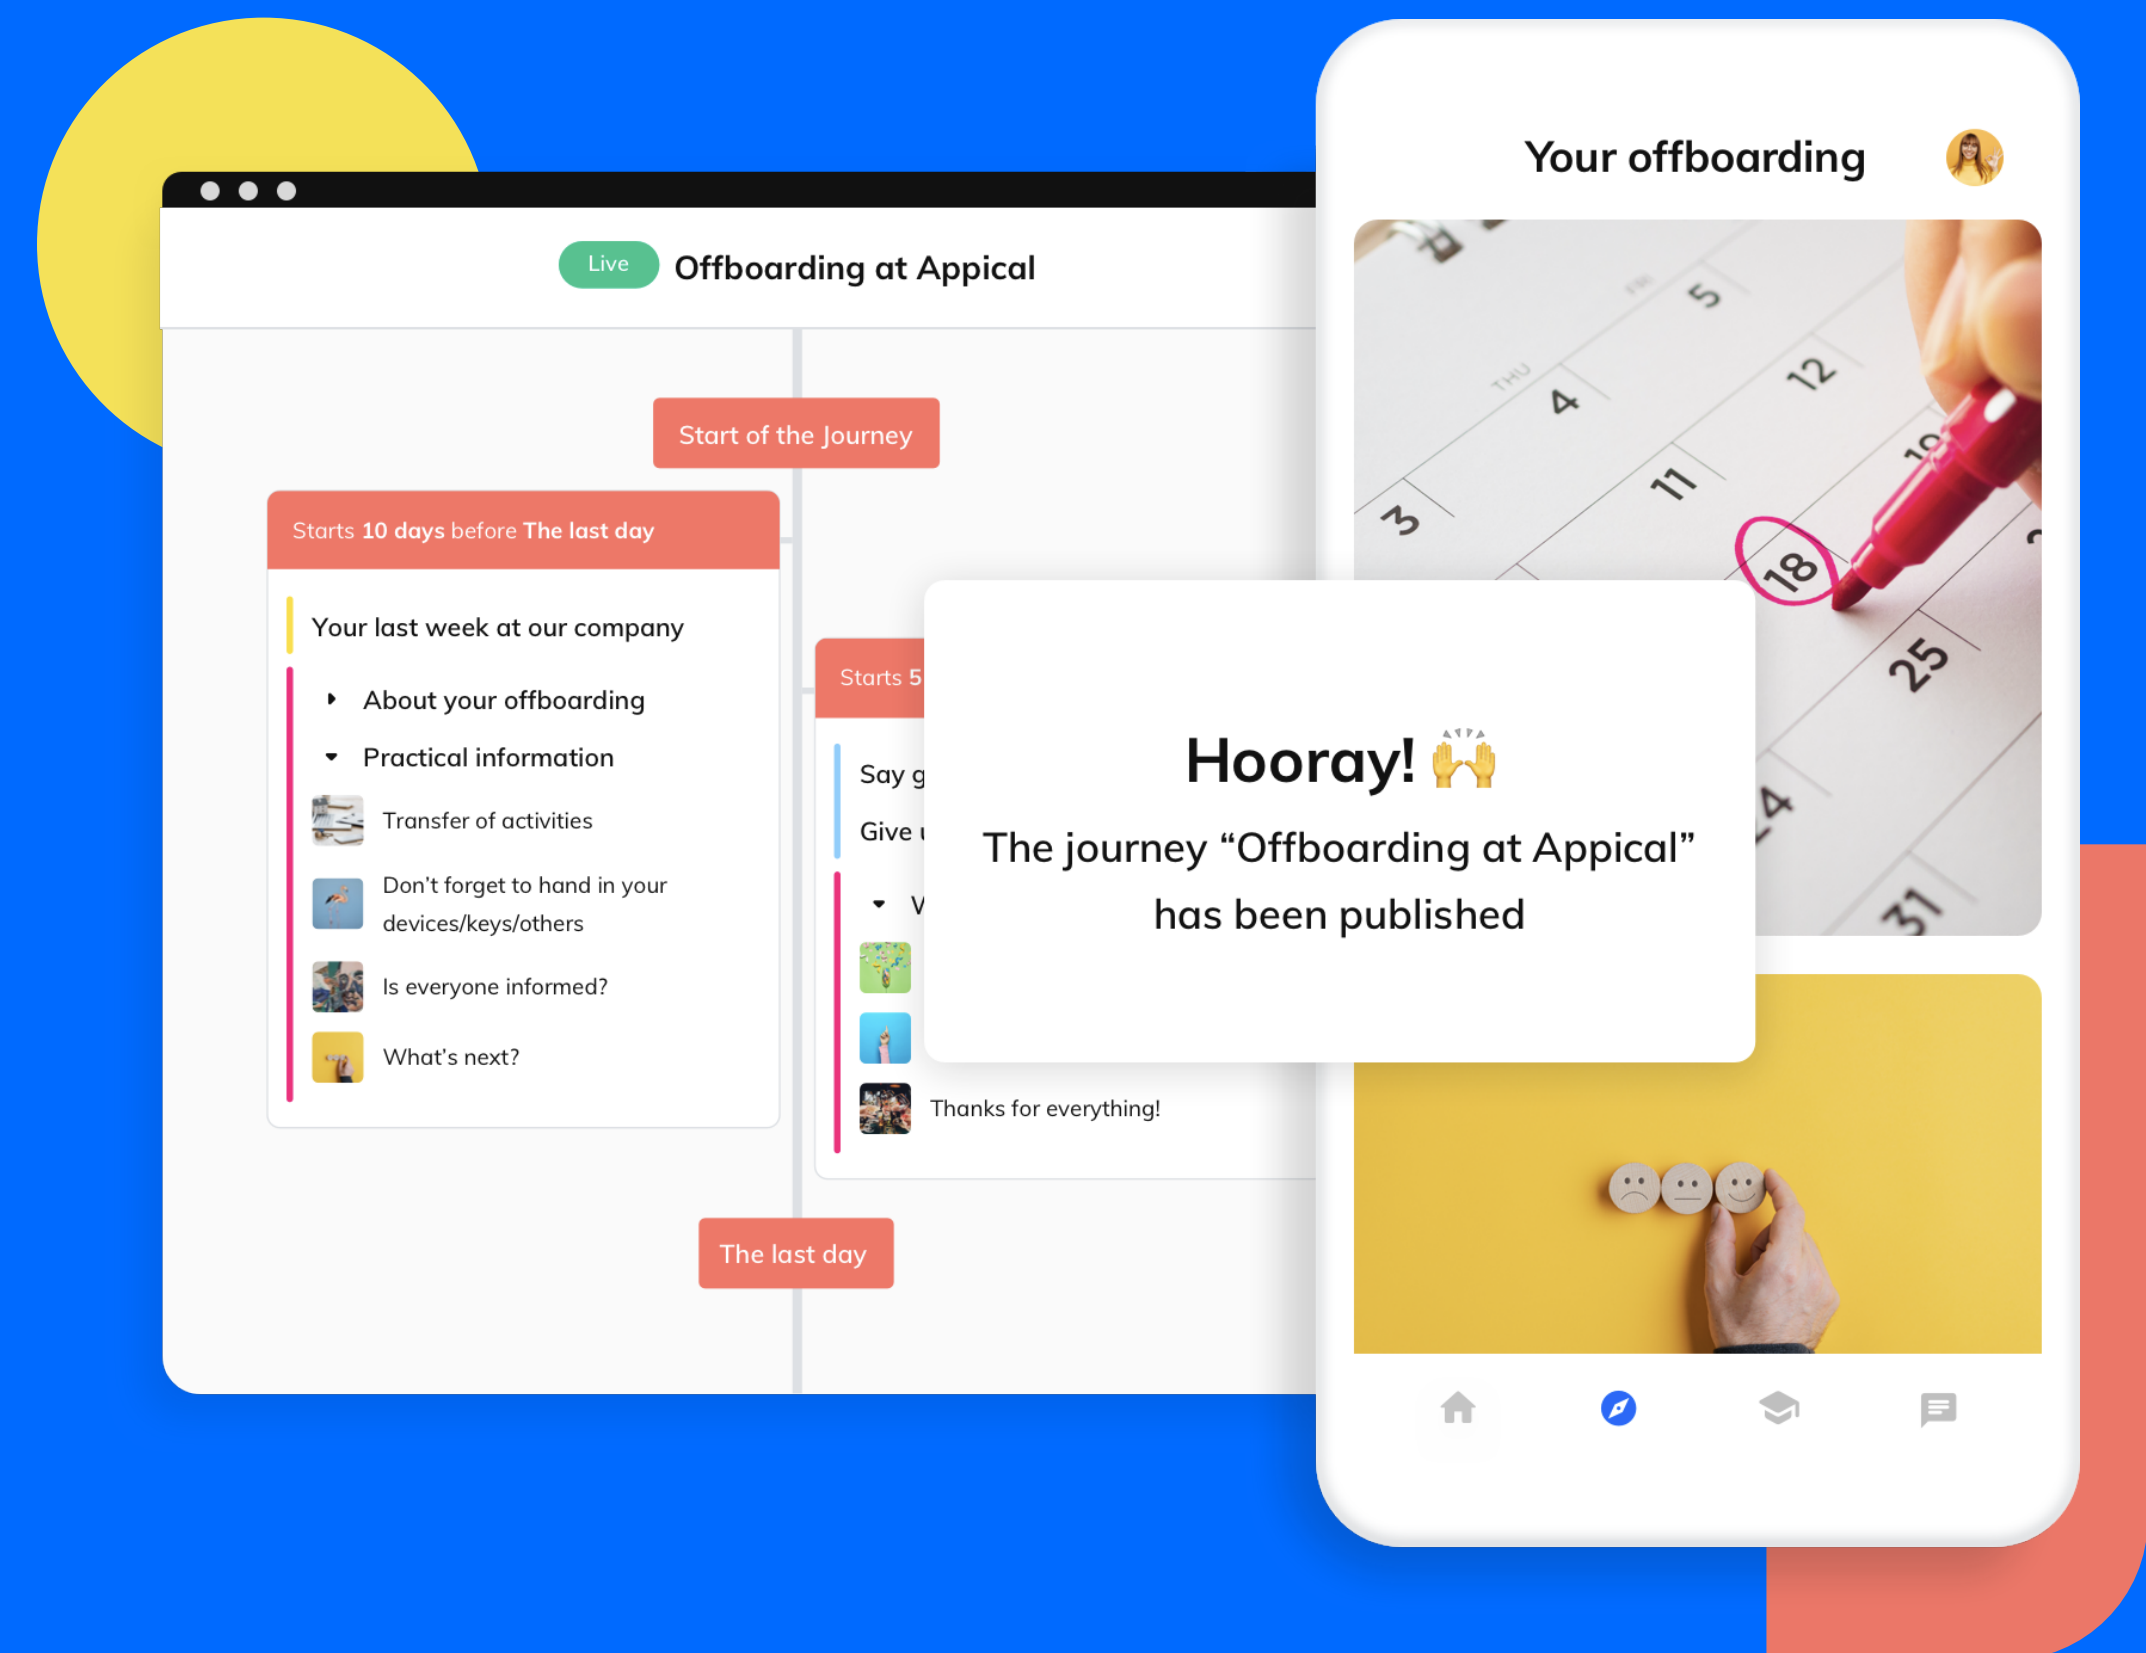 Your offboarding
Live
Offboarding at Appical
Start of the Journey
Starts 10 days before The last day
Your last week at our company
About your offboarding
Practical information
Transfer of activities
Don't forget to hand in your
devices/keys/others
Is everyone informed?
What's next?
Starts 5
Say
Give
Thanks for everything!
The last day
Hooray! 🙌
The journey “Offboarding at Appical”
has been published
FRI
5
THU
4
12
3
11
19
18
25
24
31